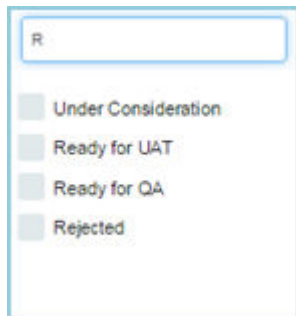 R
Under Consideration
Ready for UAT
Ready for QA
Rejected